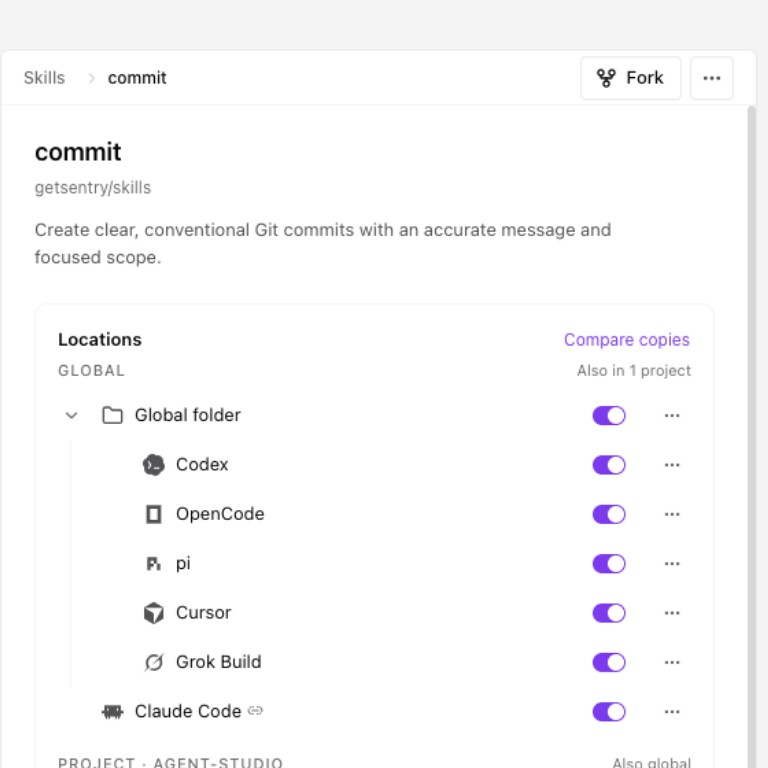 Skills > commit
Fork
commit
getsentry/skills
Create clear, conventional Git commits with an accurate message and
focused scope.
Locations
Compare copies
GLOBAL
Also in 1 project
Global folder
Codex
OpenCode
pi
Cursor
Grok Build
Claude Code
PROJECT · AGENT-STUDIO
Also global